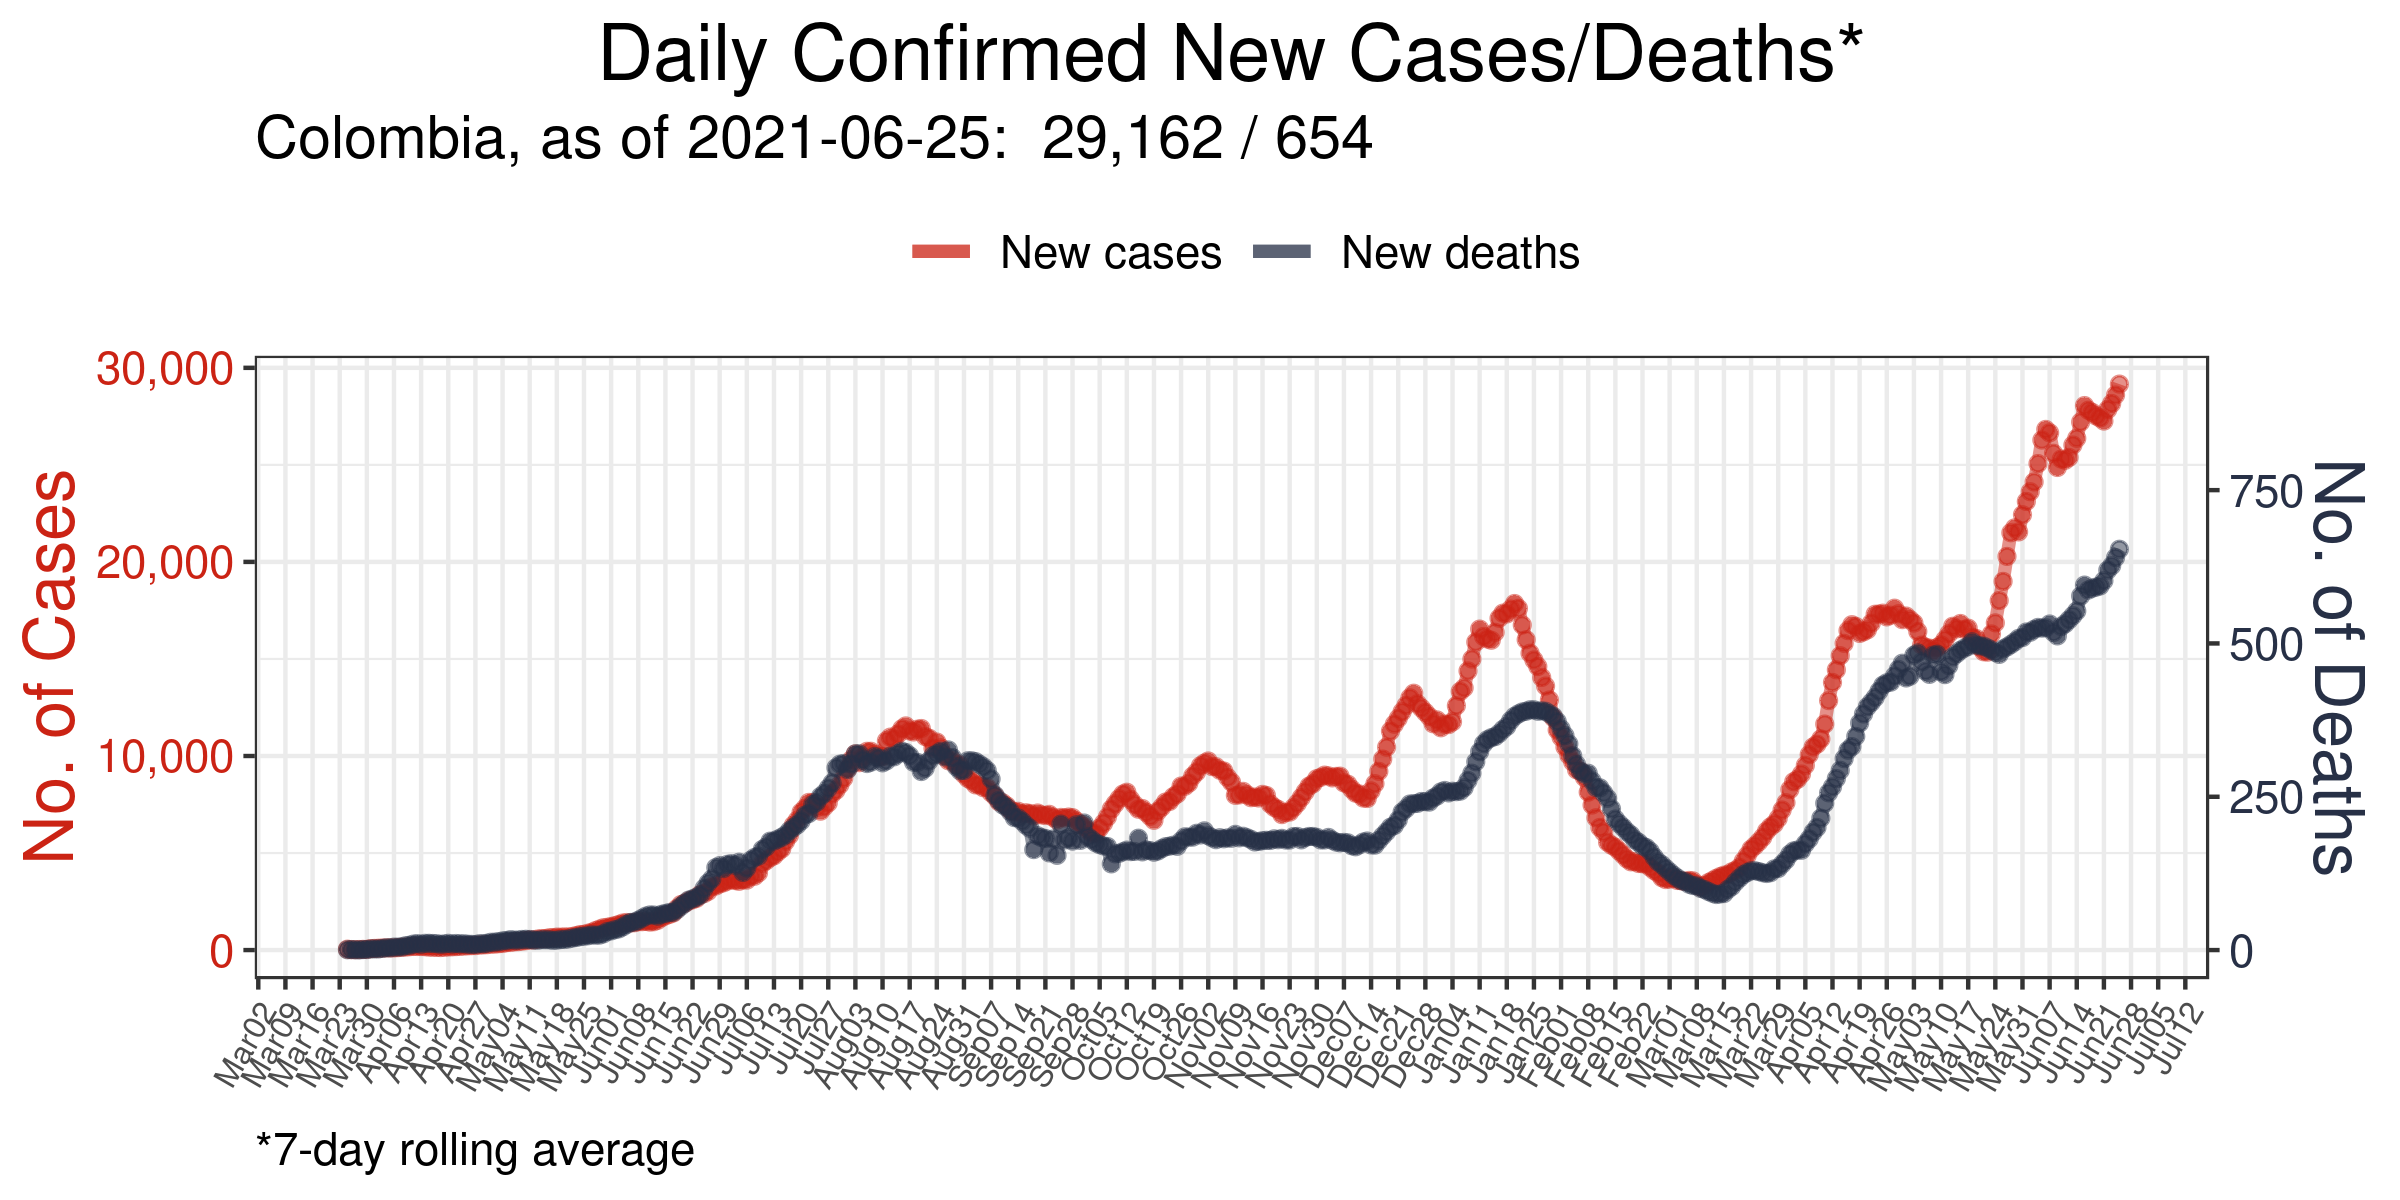 Daily Confirmed New Cases/Deaths*
Colombia, as of 2021-06-25:  29,162 / 654
New cases
New deaths
No. of Cases
30,000
20,000
10,000
0
750
500
250
0
No. of Deaths
Mar02
Mar09
Mar16
Mar23
Mar30
Apr06
Apr13
Apr20
Apr27
May04
May11
May18
May25
Jun01
Jun08
Jun15
Jun22
Jun29
Jul06
Jul13
Jul20
Jul27
Aug03
Aug10
Aug17
Aug24
Aug31
Sep07
Sep14
Sep21
Sep28
Oct05
Oct12
Oct19
Oct26
Nov02
Nov09
Nov16
Nov23
Nov30
Dec07
Dec14
Dec21
Dec28
Jan04
Jan11
Jan18
Jan25
Feb01
Feb08
Feb15
Feb22
Mar01
Mar08
Mar15
Mar22
Mar29
Apr05
Apr12
Apr19
Apr26
May03
May10
May17
May24
May31
Jun07
Jun14
Jun21
Jun28
Jul05
Jul12
*7-day rolling average